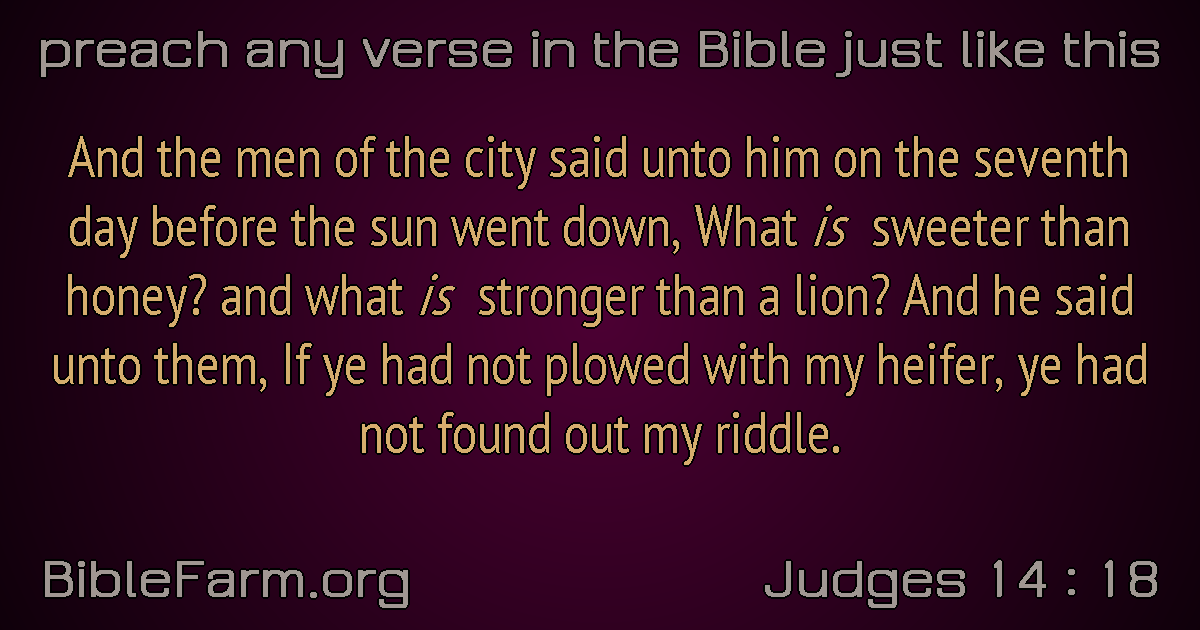 preach any verse in the Bible just like this
And the men of the city said unto him on the seventh
day before the sun went down, What is sweeter than
honey? and what is stronger than a lion? And he said
unto them, If ye had not plowed with my heifer, ye had
not found out my riddle.
BibleFarm.org
Judges 14 : 18